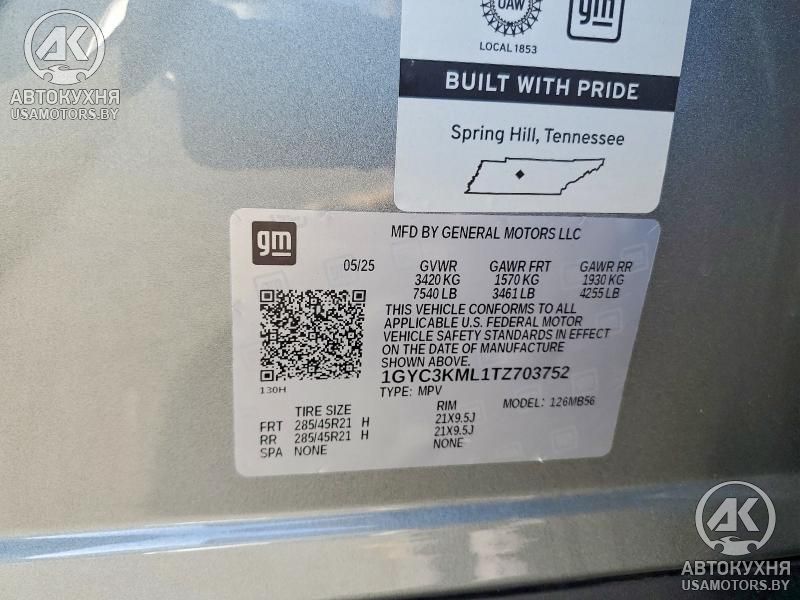 UAW
gm
LOCAL 1853
BUILT WITH PRIDE
Spring Hill, Tennessee
AK
АВТОКУХНЯ
USAMOTORS.BY
gm
MFD BY GENERAL MOTORS LLC
05/25 GVWR GAWR FRT GAWR RR
3420 KG 1570 KG 1930 KG
7540 LB 3461 LB 4255 LB
THIS VEHICLE CONFORMS TO ALL
APPLICABLE U.S. FEDERAL MOTOR
VEHICLE SAFETY STANDARDS IN EFFECT
ON THE DATE OF MANUFACTURE
SHOWN ABOVE.
1GYC3KML1TZ703752
130H
TYPE: MPV MODEL: 126MB56
TIRE SIZE RIM
FRT 285/45R21 H 21X9.5J
RR 285/45R21 H 21X9.5J
SPA NONE NONE
AK
АВТОКУХНЯ
USAMOTORS.BY